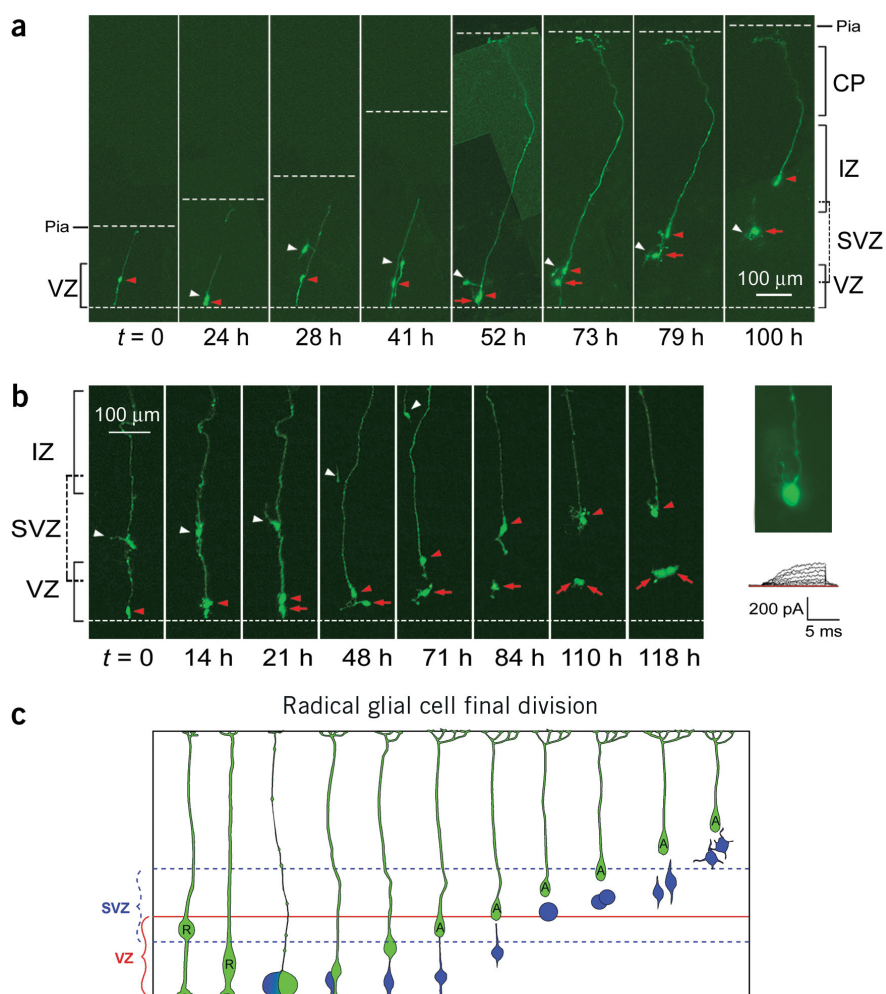 a
Pia
CP
IZ
Pia
SVZ
VZ
VZ
100 μm
t = 0 24 h 28 h 41 h 52 h 73 h 79 h 100 h
b
100 μm
IZ
SVZ
VZ
200 pA
5 ms
t = 0 14 h 21 h 48 h 71 h 84 h 110 h 118 h
c
Radical glial cell final division
A
A
A
A
SVZ
A
R
A
VZ
R